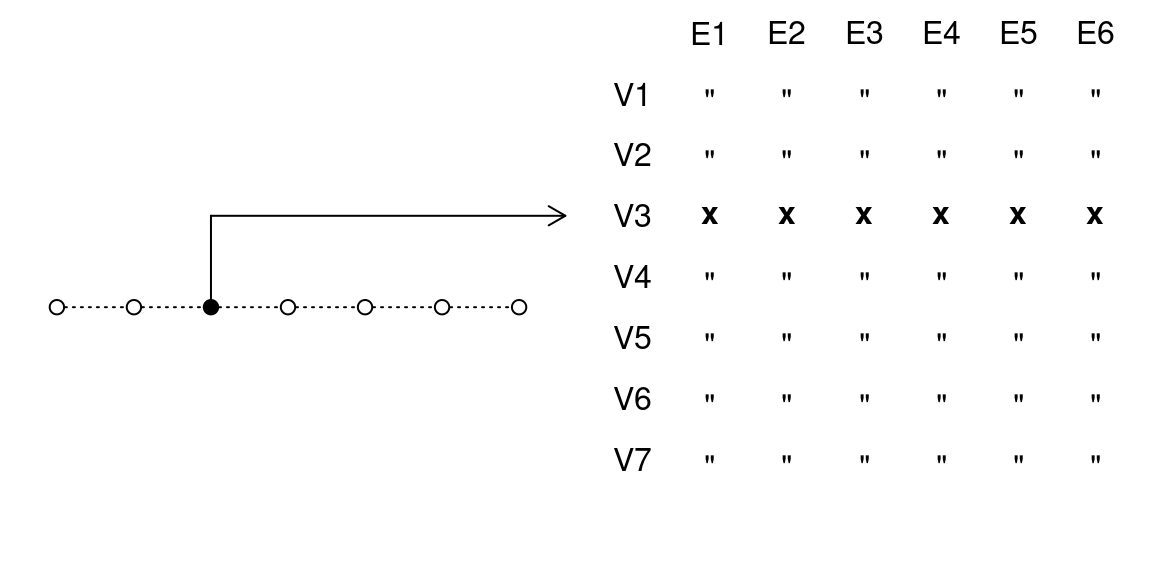 E1 E2 E3 E4 E5 E6
V1 " " " " " "
V2 " " " " " "
V3 x x x x x x
V4 " " " " " "
V5 " " " " " "
V6 " " " " " "
V7 " " " " " "